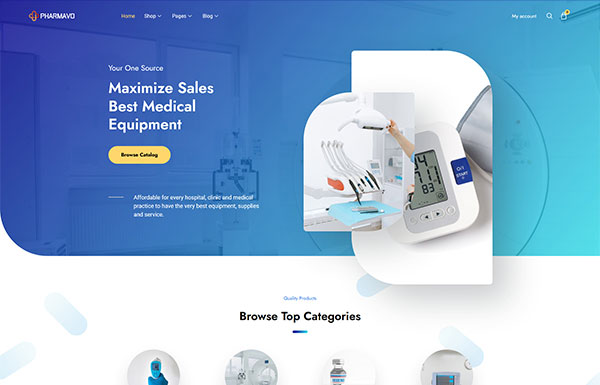 PHARMAVO
Home
Shop
Pages
Blog
My account
Your One Source
Maximize Sales
Best Medical
Equipment
Browse Catalog
Affordable for every hospital, clinic and medical
practice to have the very best equipment, supplies
and service.
O/I
START
83
Quality Products
Browse Top Categories